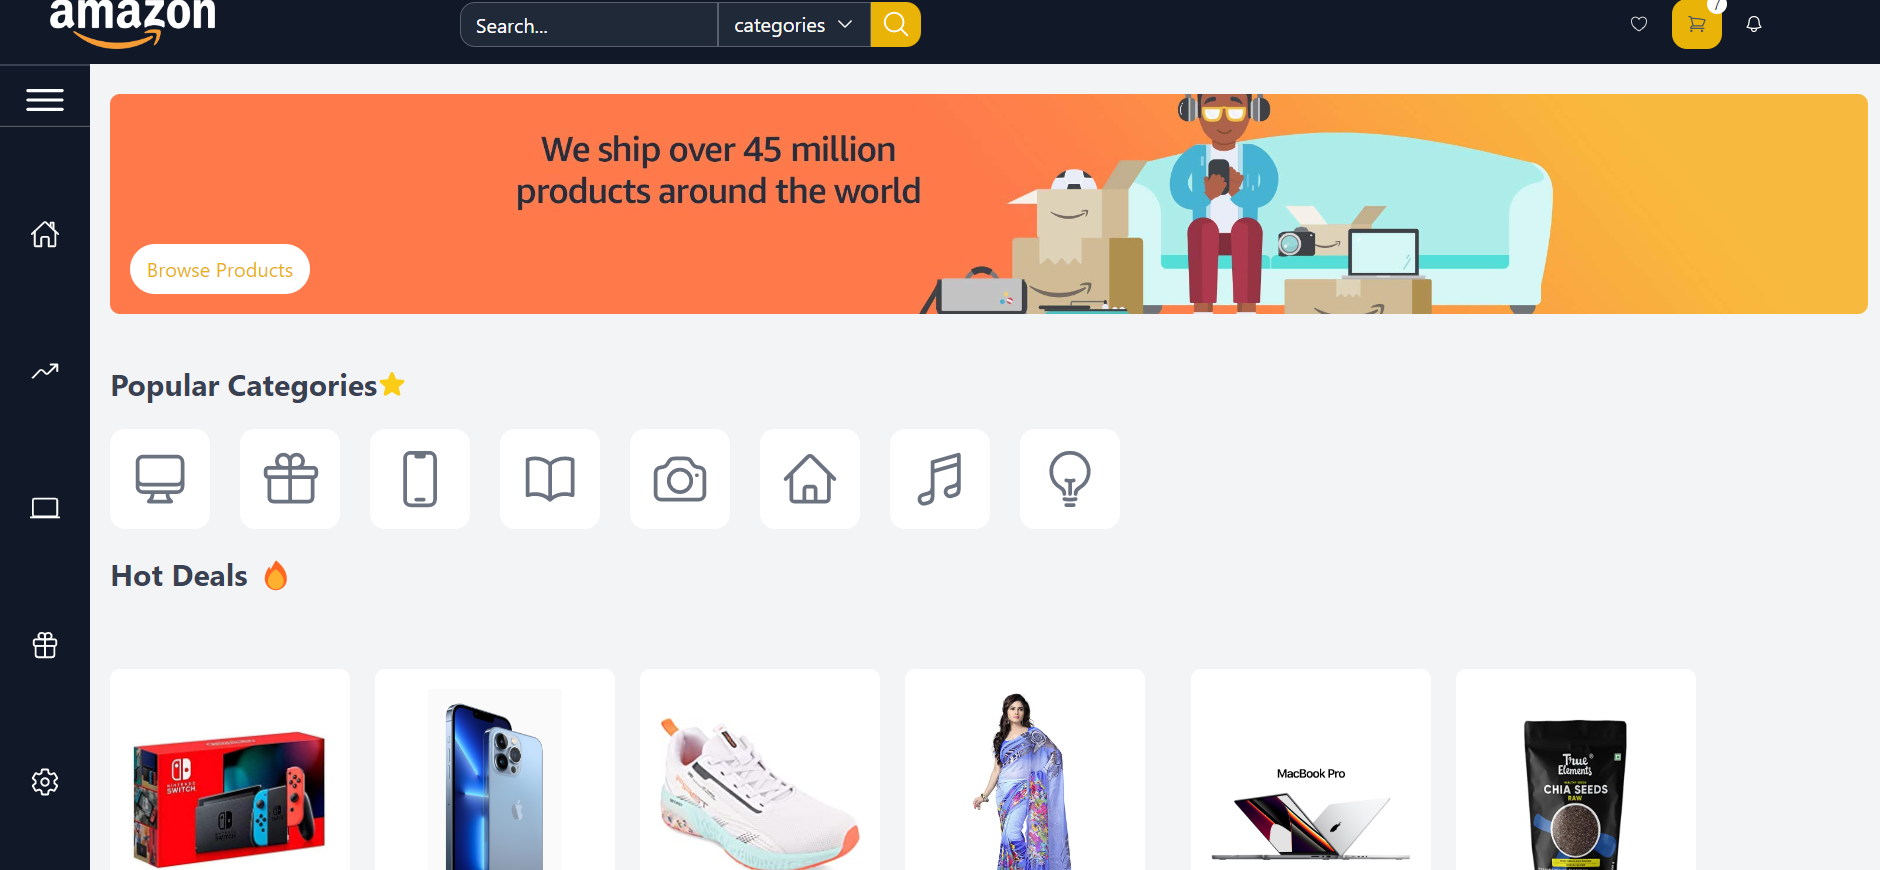 amazon
Search...
categories
7
We ship over 45 million
products around the world
Browse Products
Popular Categories
Hot Deals
NINTENDO
SWITCH
MacBook Pro
True
Elements
CHIA SEEDS
RAW